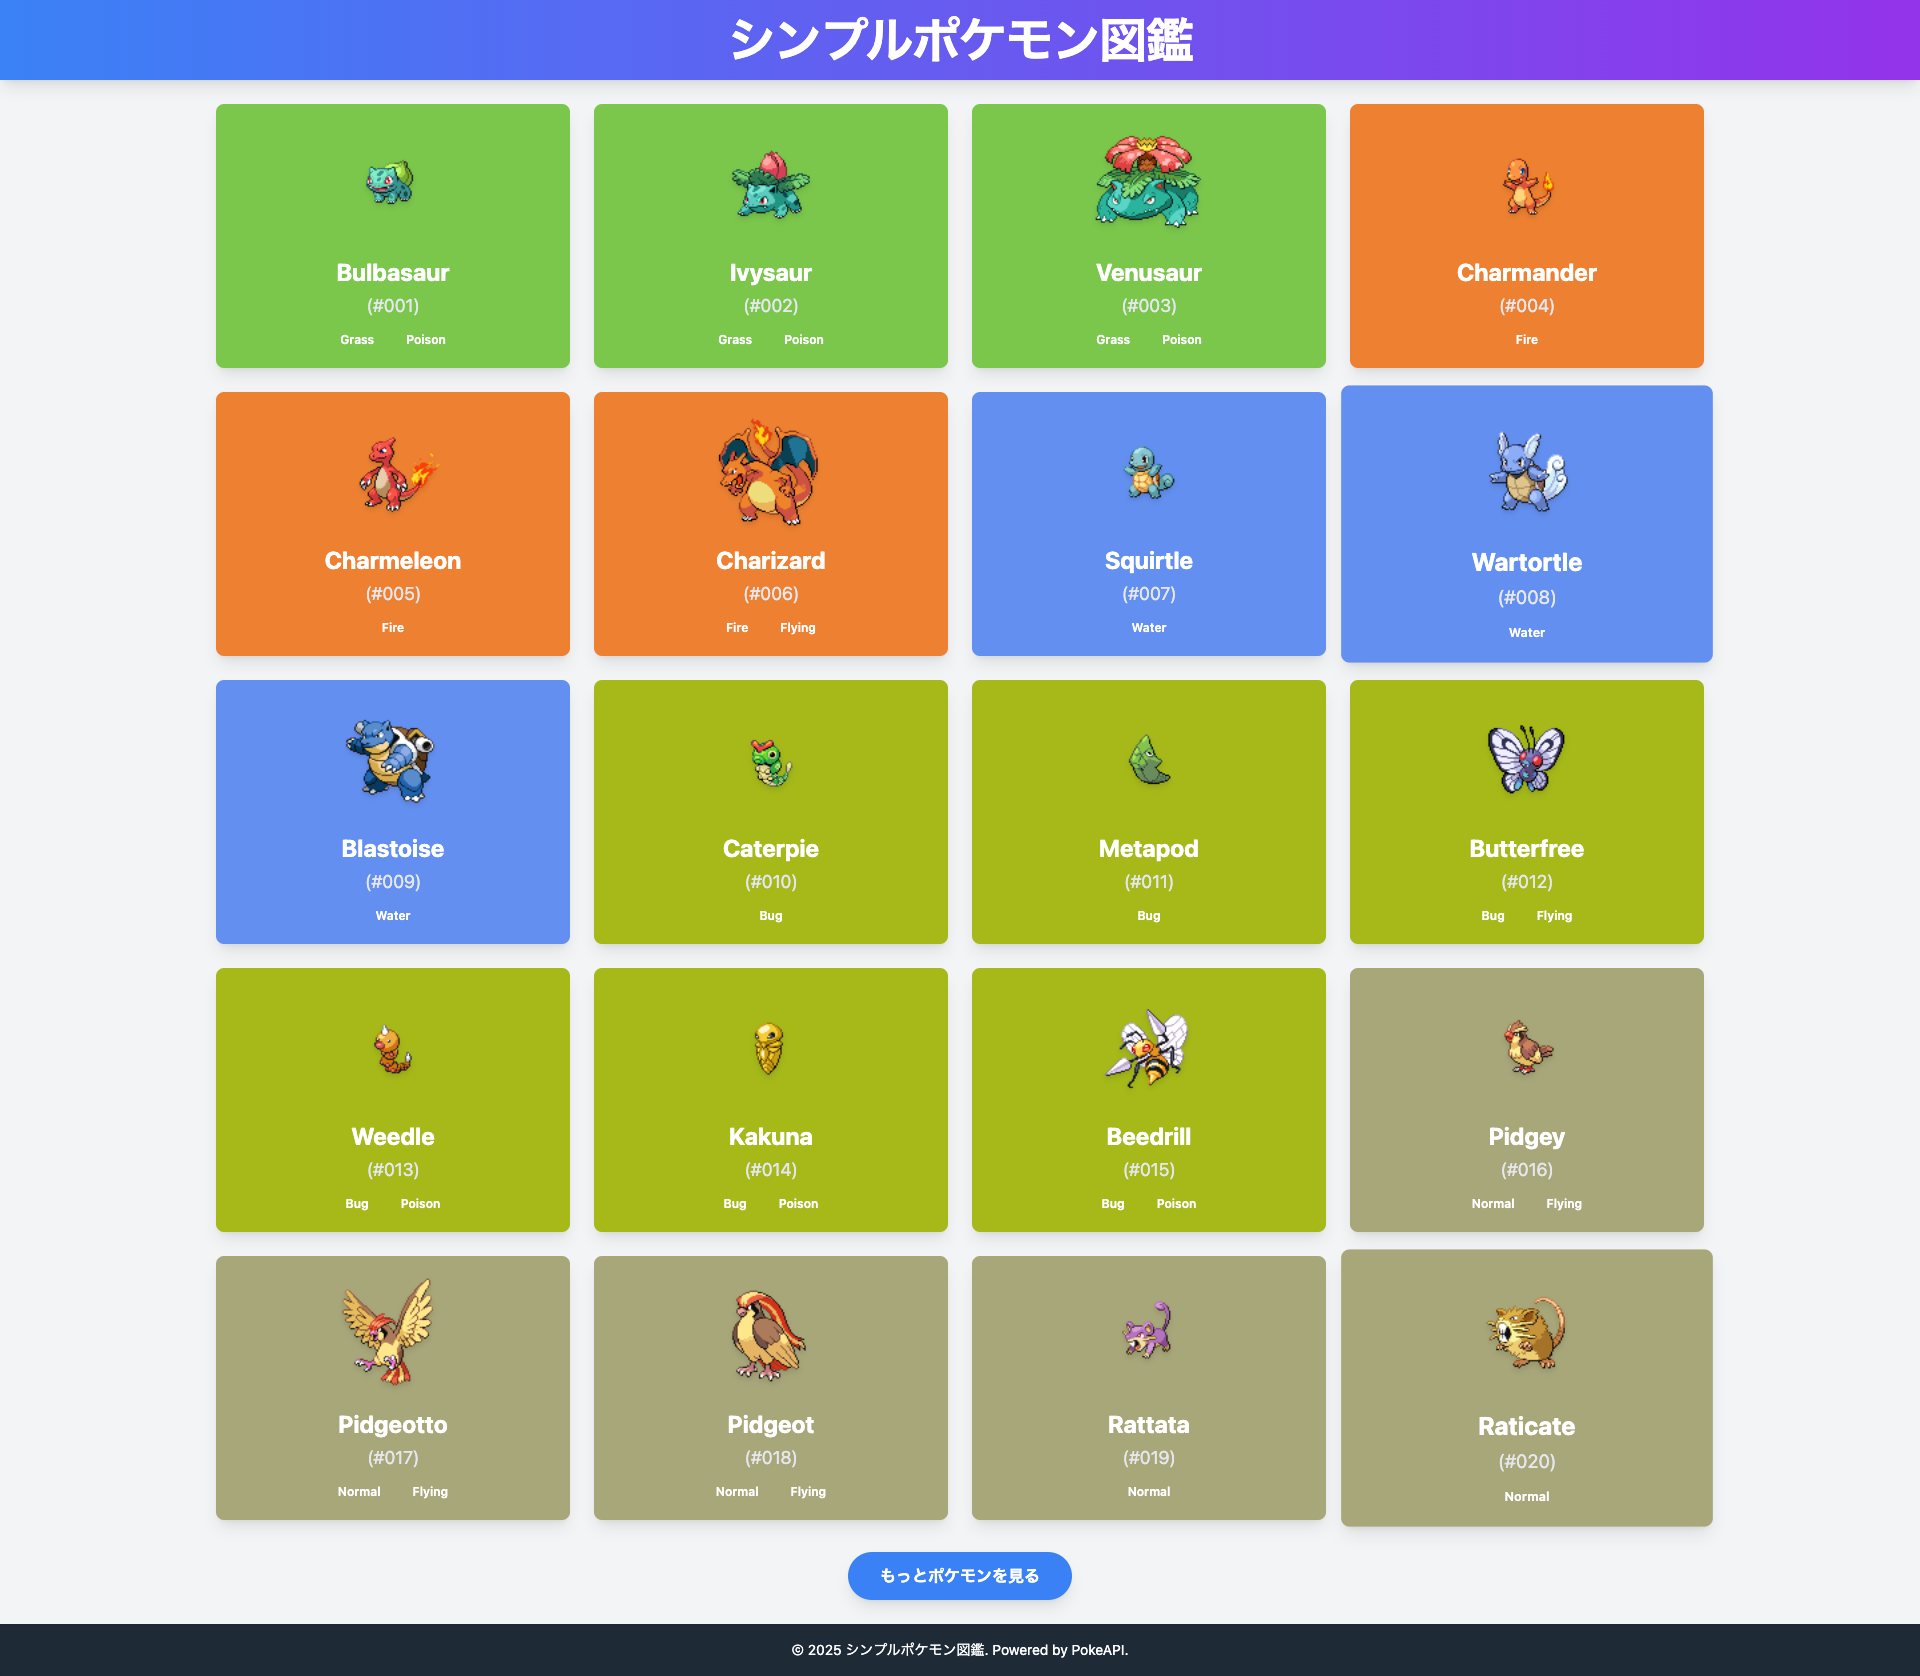 シンプルポケモン図鑑
Bulbasaur
(#001)
Grass Poison
Ivysaur
(#002)
Grass Poison
Venusaur
(#003)
Grass Poison
Charmander
(#004)
Fire
Charmeleon
(#005)
Fire
Charizard
(#006)
Fire Flying
Squirtle
(#007)
Water
Wartortle
(#008)
Water
Blastoise
(#009)
Water
Caterpie
(#010)
Bug
Metapod
(#011)
Bug
Butterfree
(#012)
Bug Flying
Weedle
(#013)
Bug Poison
Kakuna
(#014)
Bug Poison
Beedrill
(#015)
Bug Poison
Pidgey
(#016)
Normal Flying
Pidgeotto
(#017)
Normal Flying
Pidgeot
(#018)
Normal Flying
Rattata
(#019)
Normal
Raticate
(#020)
Normal
もっとポケモンを見る
© 2025 シンプルポケモン図鑑. Powered by PokeAPI.